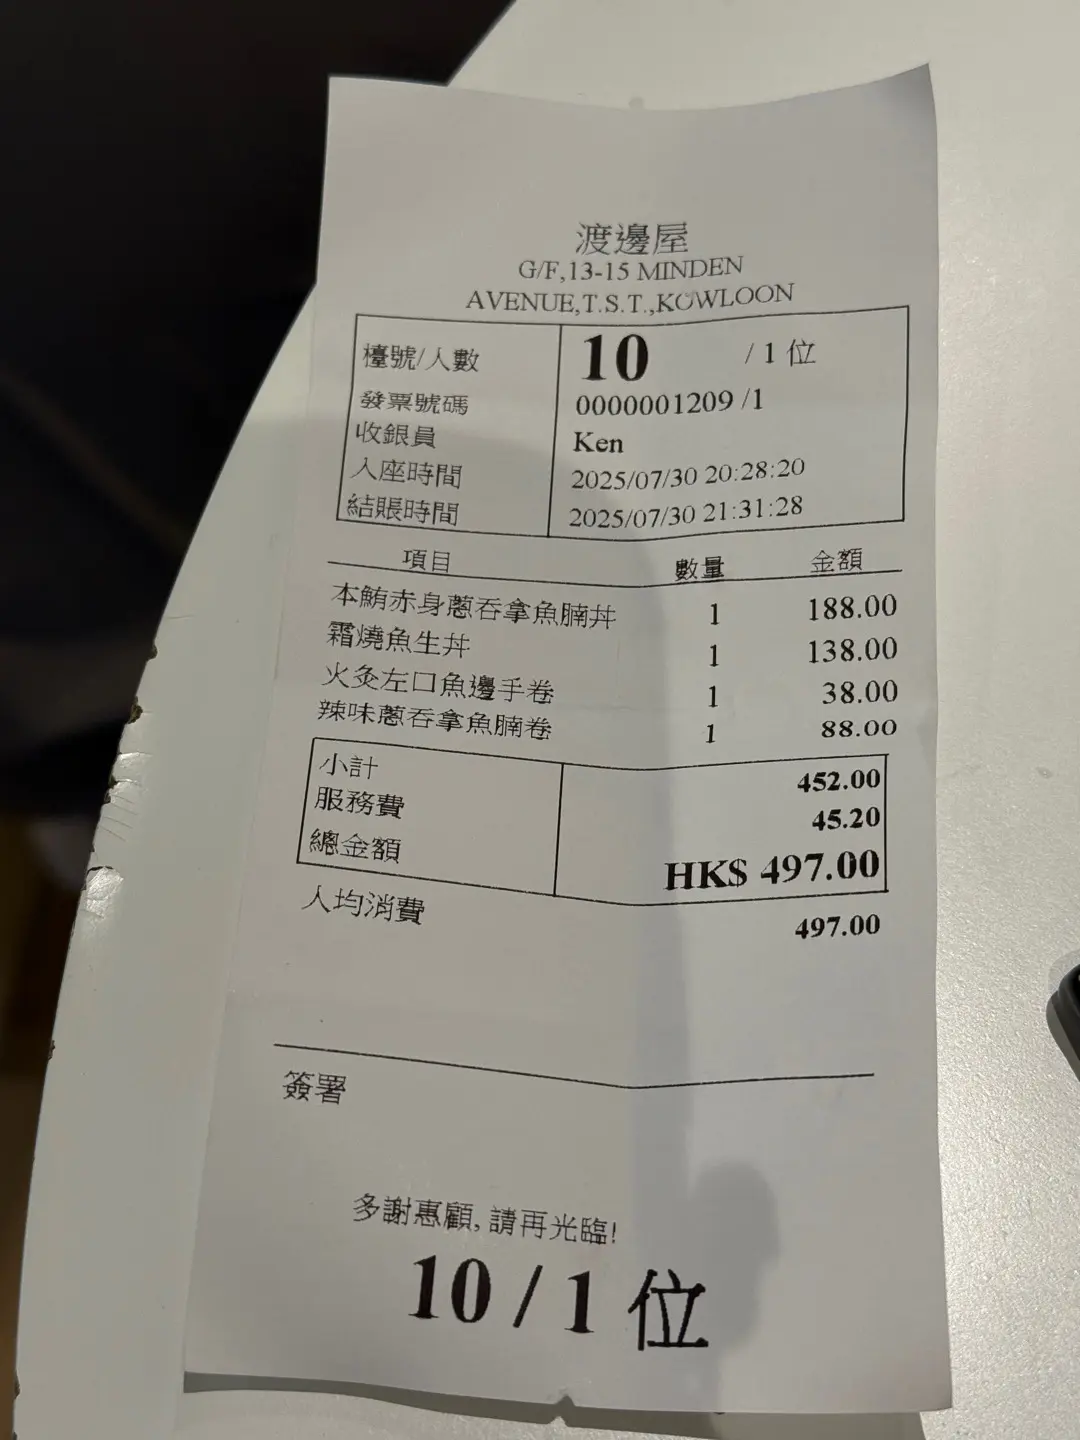 渡邊屋
G/F,13-15 MINDEN
AVENUE,T.S.T.,KOWLOON
檯號/人數 10 / 1 位
發票號碼 0000001209 /1
收銀員 Ken
入座時間 2025/07/30 20:28:20
結賬時間 2025/07/30 21:31:28
項目 數量 金額
本鮪赤身蔥吞拿魚腩丼 1 188.00
霜燒魚生丼 1 138.00
火灸左口魚邊手卷 1 38.00
辣味蔥吞拿魚腩卷 1 88.00
小計 452.00
服務費 45.20
總金額 HK$ 497.00
人均消費 497.00
簽署
多謝惠顧, 請再光臨!
10 / 1 位